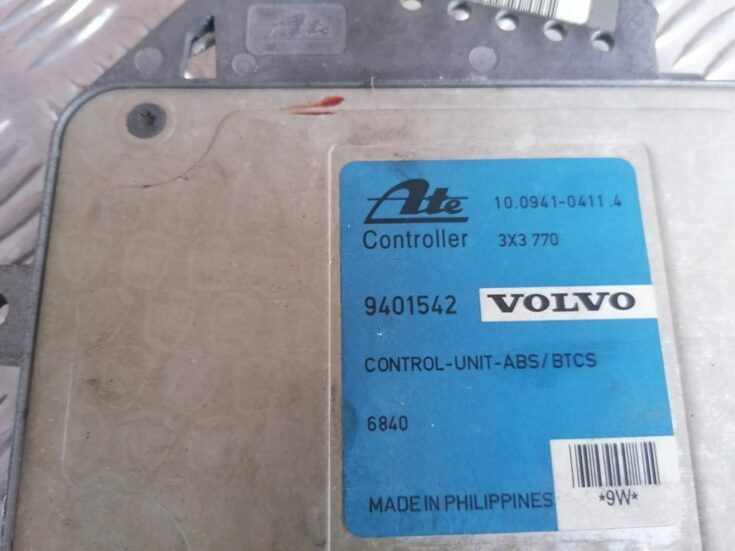 Ate
Ate 10.0941-0411.4
Controller 3X3 770
9401542 VOLVO
CONTROL-UNIT-ABS/BTCS
6840
MADE IN PHILIPPINES *9W*